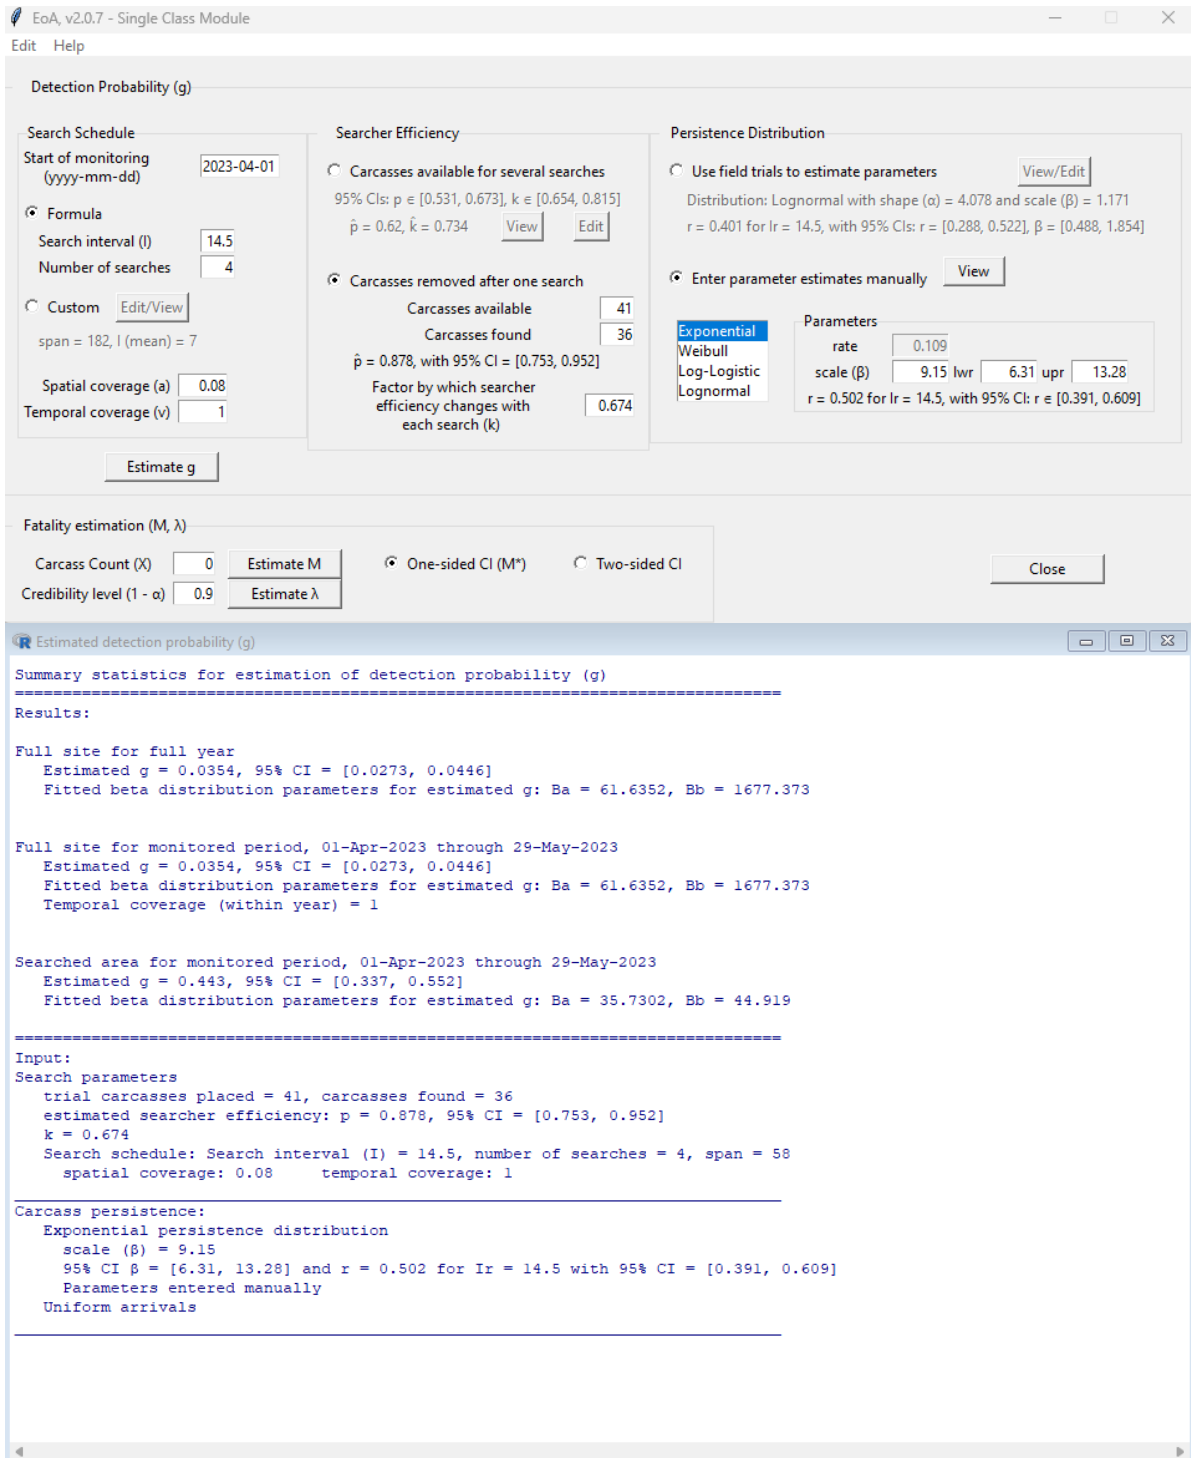 EoA, v2.0.7 - Single Class Module
Edit Help
Detection Probability (g)
Search Schedule
Start of monitoring
(yyyy-mm-dd)
2023-04-01
Formula
Search interval (I) 14.5
Number of searches 4
Custom Edit/View
span = 182, I (mean) = 7
Spatial coverage (a) 0.08
Temporal coverage (v) 1
Estimate g
Searcher Efficiency
Carcasses available for several searches
95% CIs: p ∈ [0.531, 0.673], k ∈ [0.654, 0.815]
p̂ = 0.62, k̂ = 0.734 View Edit
Carcasses removed after one search
Carcasses available 41
Carcasses found 36
p̂ = 0.878, with 95% CI = [0.753, 0.952]
Factor by which searcher
efficiency changes with
each search (k)
0.674
Persistence Distribution
Use field trials to estimate parameters View/Edit
Distribution: Lognormal with shape (α) = 4.078 and scale (β) = 1.171
r = 0.401 for Ir = 14.5, with 95% CIs: r = [0.288, 0.522], β = [0.488, 1.854]
Enter parameter estimates manually View
Exponential
Weibull
Log-Logistic
Lognormal
Parameters
rate 0.109
scale (β) 9.15 lwr 6.31 upr 13.28
r = 0.502 for Ir = 14.5, with 95% CI: r ∈ [0.391, 0.609]
Fatality estimation (M, λ)
Carcass Count (X) 0 Estimate M One-sided CI (M*) Two-sided CI
Credibility level (1 - α) 0.9 Estimate λ
Close
Estimated detection probability (g)
Summary statistics for estimation of detection probability (g)
Results:
Full site for full year
Estimated g = 0.0354, 95% CI = [0.0273, 0.0446]
Fitted beta distribution parameters for estimated g: Ba = 61.6352, Bb = 1677.373
Full site for monitored period, 01-Apr-2023 through 29-May-2023
Estimated g = 0.0354, 95% CI = [0.0273, 0.0446]
Fitted beta distribution parameters for estimated g: Ba = 61.6352, Bb = 1677.373
Temporal coverage (within year) = 1
Searched area for monitored period, 01-Apr-2023 through 29-May-2023
Estimated g = 0.443, 95% CI = [0.337, 0.552]
Fitted beta distribution parameters for estimated g: Ba = 35.7302, Bb = 44.919
Input:
Search parameters
trial carcasses placed = 41, carcasses found = 36
estimated searcher efficiency: p = 0.878, 95% CI = [0.753, 0.952]
k = 0.674
Search schedule: Search interval (I) = 14.5, number of searches = 4, span = 58
spatial coverage: 0.08 temporal coverage: 1
Carcass persistence:
Exponential persistence distribution
scale (β) = 9.15
95% CI β = [6.31, 13.28] and r = 0.502 for Ir = 14.5 with 95% CI = [0.391, 0.609]
Parameters entered manually
Uniform arrivals